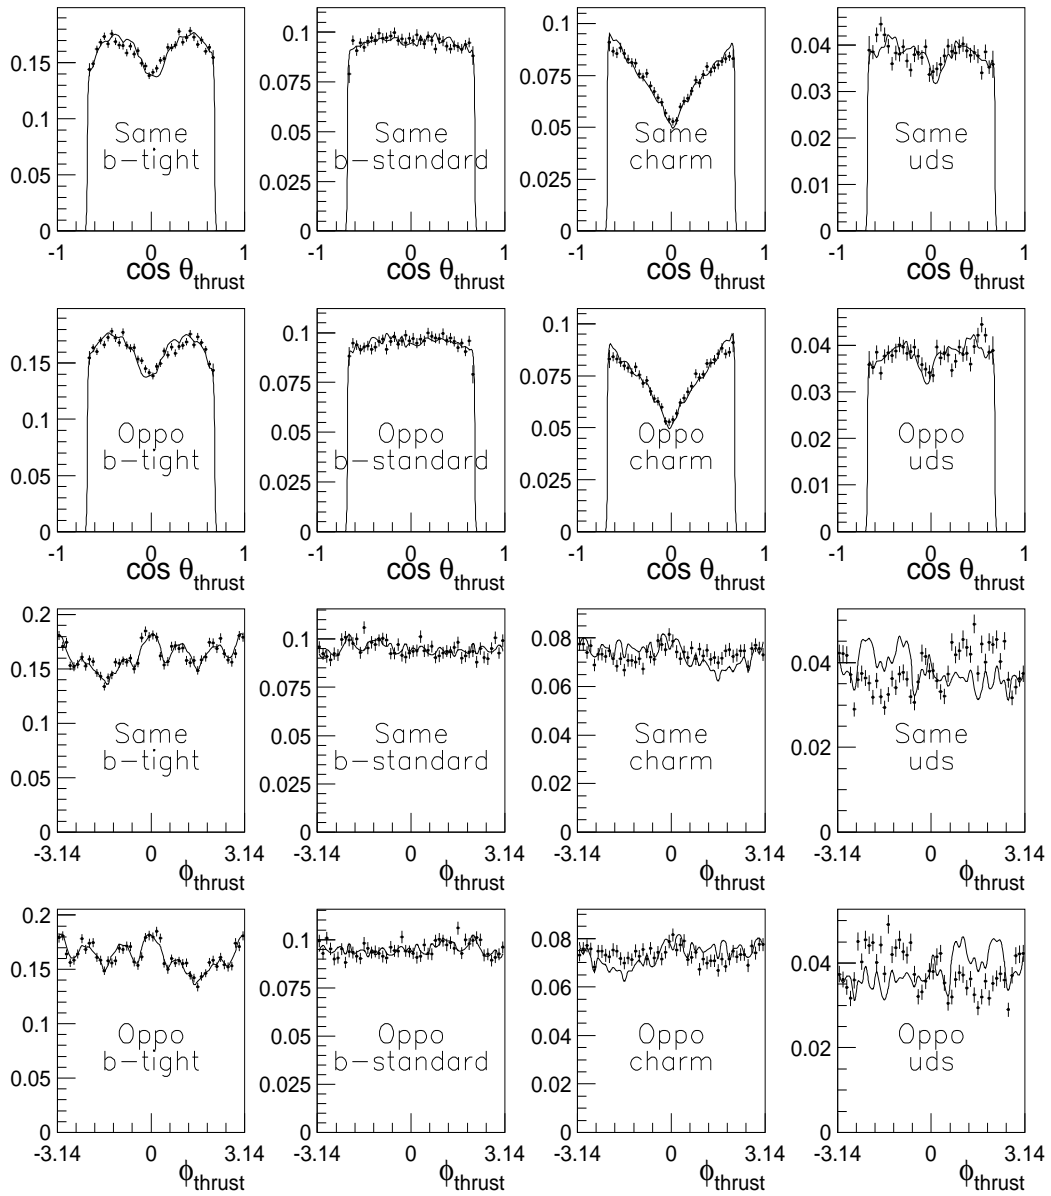 0.15
0.1
0.05
0
Same
b-tight
-1 0 1
cos θthrust
0.1
0.075
0.05
0.025
0
Same
b-standard
-1 0 1
cos θthrust
0.1
0.075
0.05
0.025
0
Same
charm
-1 0 1
cos θthrust
0.04
0.02
0.01
0
Same
uds
-1 0 1
cos θthrust
0.15
0.1
0.05
0
Oppo
b-tight
-1 0 1
cos θthrust
0.1
0.075
0.05
0.025
0
Oppo
b-standard
-1 0 1
cos θthrust
0.1
0.075
0.05
0.025
0
Oppo
charm
-1 0 1
cos θthrust
0.04
0.02
0.01
0
Oppo
uds
-1 0 1
cos θthrust
0.2
0.15
0.1
0.05
0
Same
b-tight
-3.14 0 3.14
ϕthrust
0.1
0.075
0.05
0.025
0
Same
b-standard
-3.14 0 3.14
ϕthrust
0.08
0.06
0.04
0.02
0
Same
charm
-3.14 0 3.14
ϕthrust
0.04
0.02
0
Same
uds
-3.14 0 3.14
ϕthrust
0.2
0.15
0.1
0.05
0
Oppo
b-tight
-3.14 0 3.14
ϕthrust
0.1
0.075
0.05
0.025
0
Oppo
b-standard
-3.14 0 3.14
ϕthrust
0.08
0.06
0.04
0.02
0
Oppo
charm
-3.14 0 3.14
ϕthrust
0.04
0.02
0
Oppo
uds
-3.14 0 3.14
ϕthrust